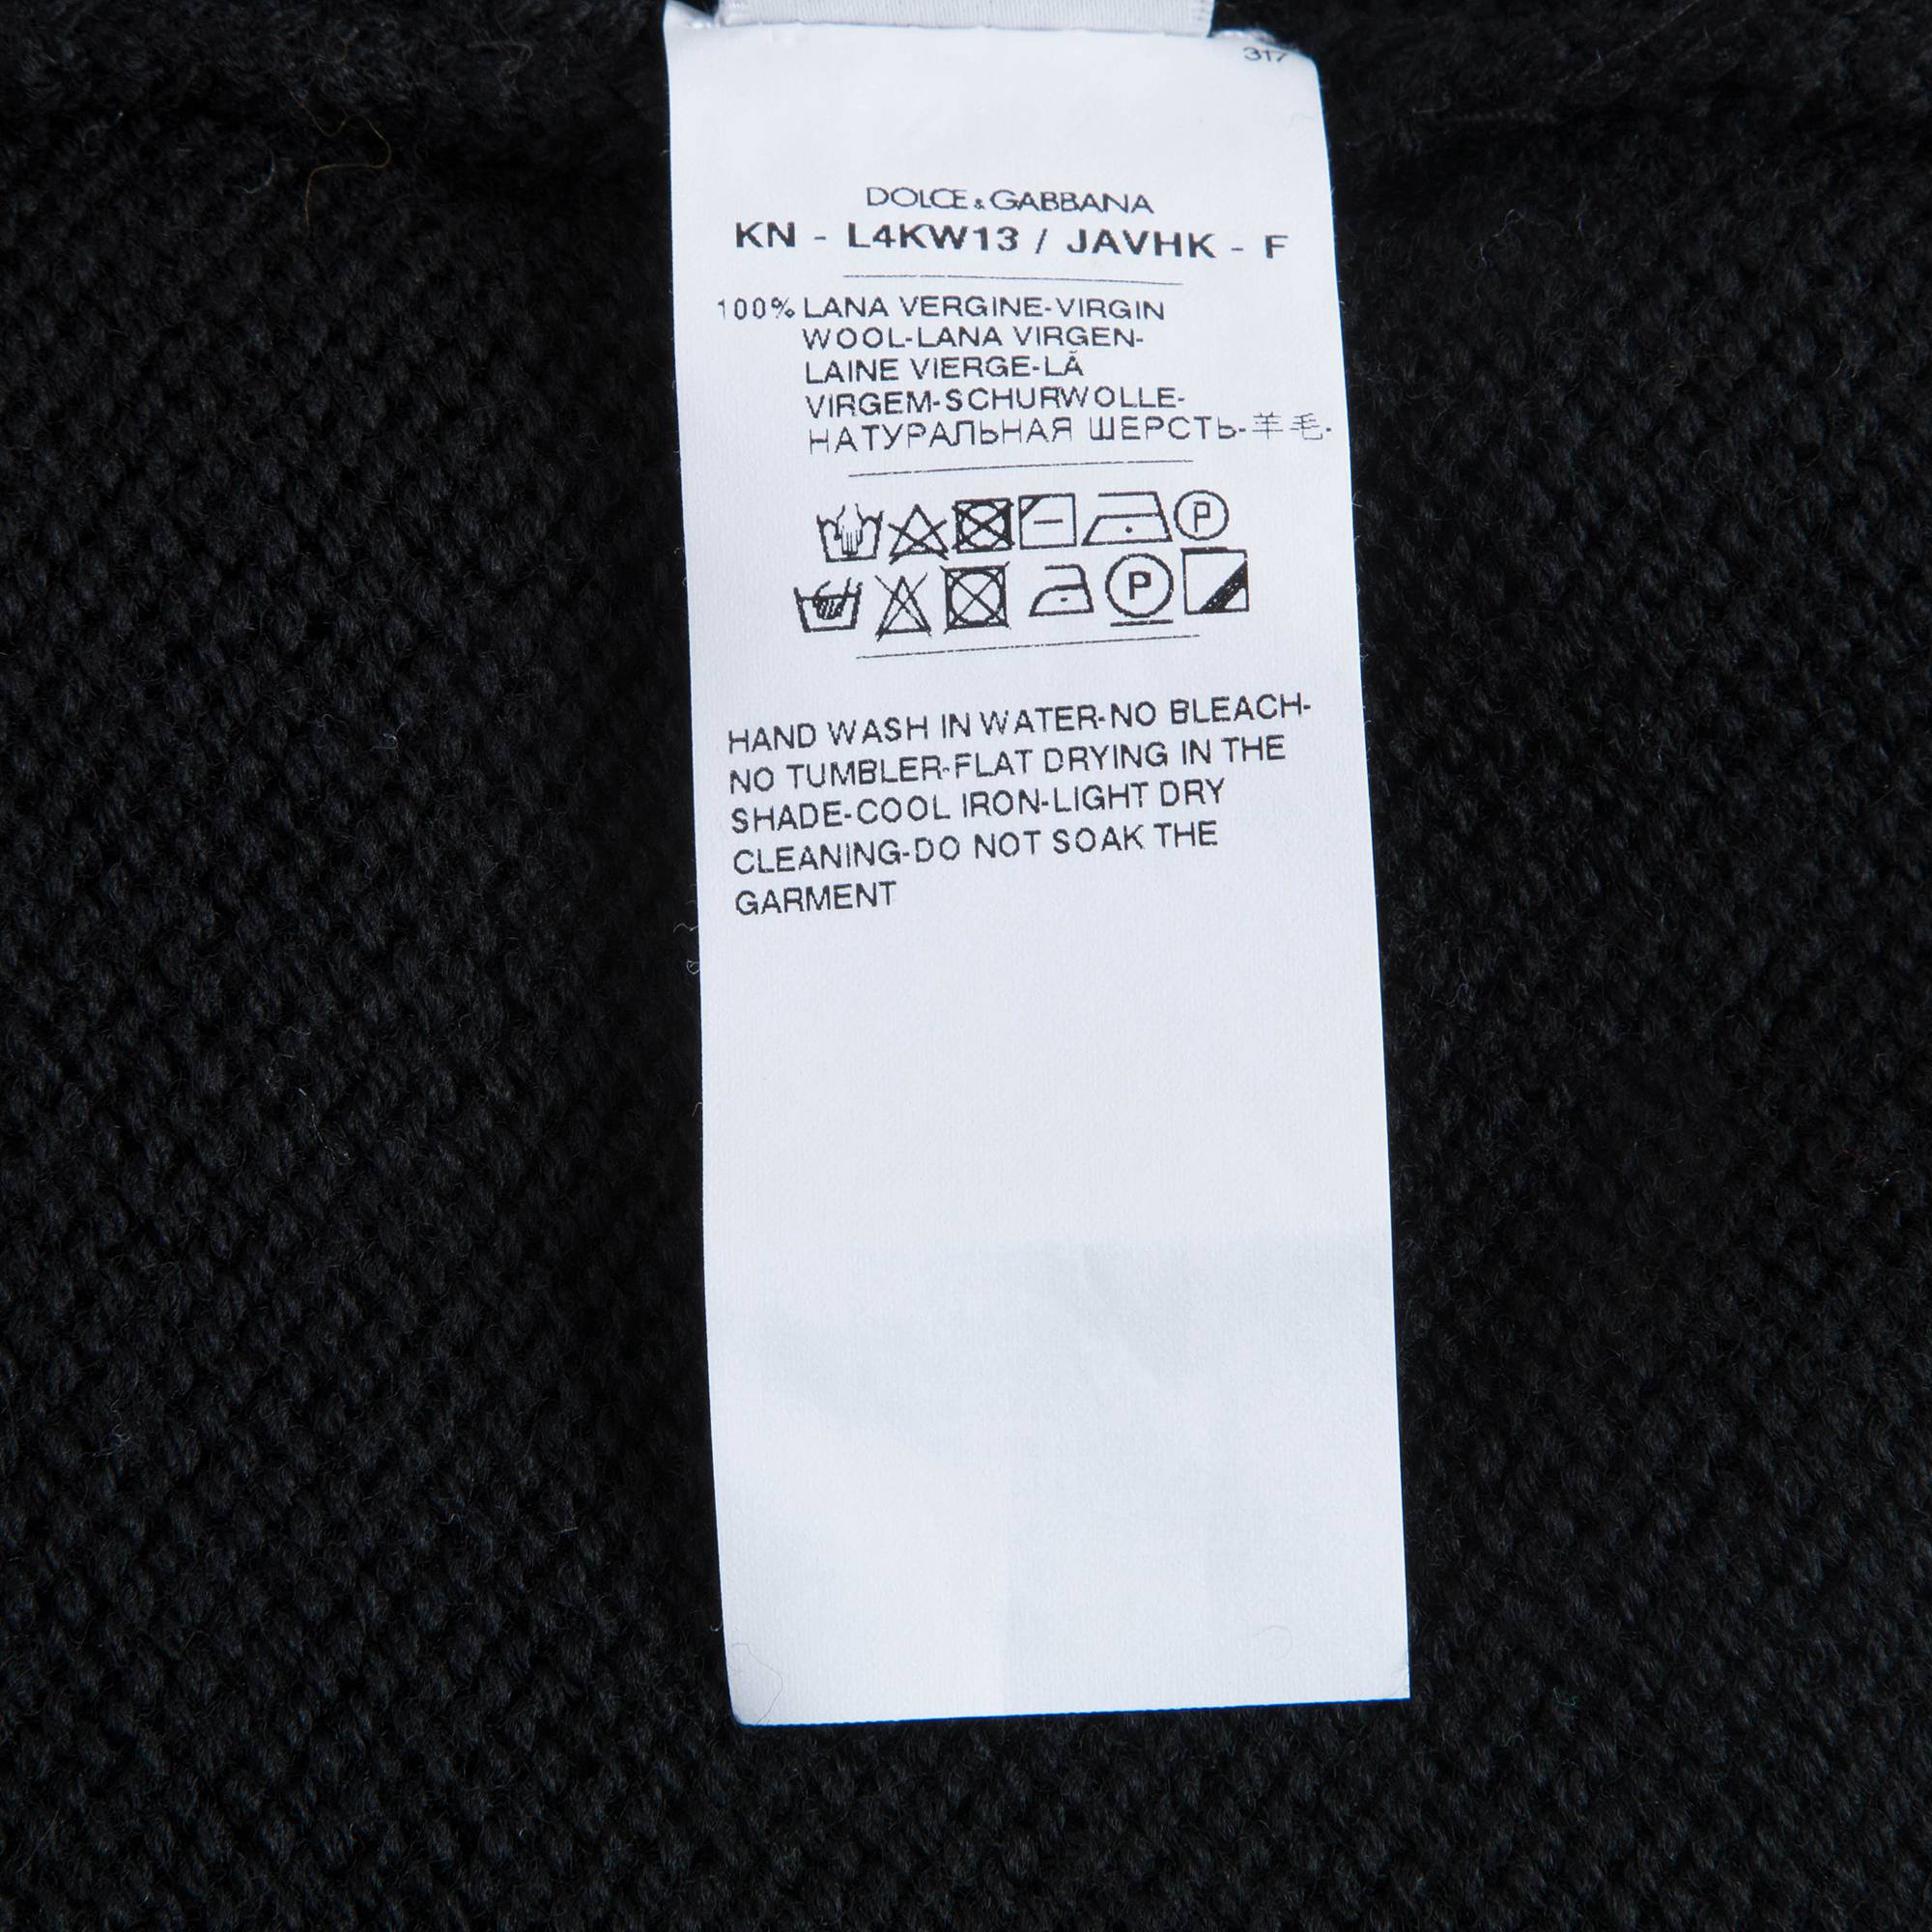 317
DOLCE & GABBANA
KN - L4KW13 / JAVHK - F
100% LANA VERGINE-VIRGIN
WOOL-LANA VIRGEN-
LAINE VIERGE-LÃ
VIRGEM-SCHURWOLLE-
НАТУРАЛЬНАЯ ШЕРСТЬ-羊毛-
P
P
HAND WASH IN WATER-NO BLEACH-
NO TUMBLER-FLAT DRYING IN THE
SHADE-COOL IRON-LIGHT DRY
CLEANING-DO NOT SOAK THE
GARMENT